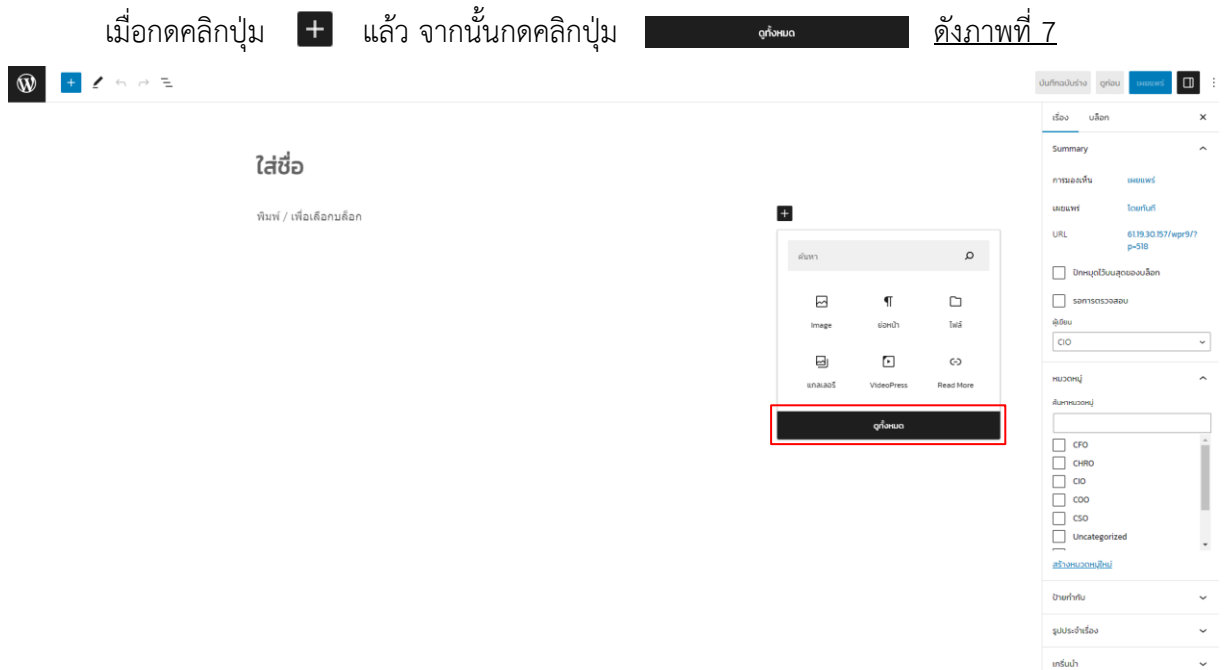 เมื่อกดคลิกปุ่ม + แล้ว จากนั้นกดคลิกปุ่ม ดูทั้งหมด ดังภาพที่ 7
บันทึกฉบับร่าง ดูก่อน เผยแพร่
เรื่อง บล็อก
Summary
ใส่ชื่อ
การมองเห็น เผยแพร่
พิมพ์ / เพื่อเลือกบล็อก
เผยแพร่ โดยทันที
URL 61.19.30.157/wpr9/?
p=518
ค้นหา
ปักหมุดไว้บนสุดของบล็อก
รอการตรวจสอบ
Image ย่อหน้า ไฟล์
ผู้เขียน
CIO
แกลเลอรี VideoPress Read More
หมวดหมู่
ค้นหาหมวดหมู่
ดูทั้งหมด
CFO
CHRO
CIO
COO
CSO
Uncategorized
สร้างหมวดหมู่ใหม่
ป้ายกำกับ
รูปประจำเรื่อง
เกริ่นนำ